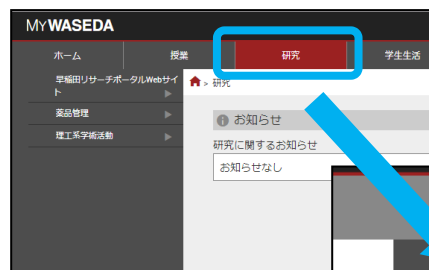 MYWASEDA
ホーム 授業 研究 学生生活
早稲田リサーチポータルWebサイ
ト
> 研究
薬品管理
理工系学術活動
お知らせ
研究に関するお知らせ
お知らせなし